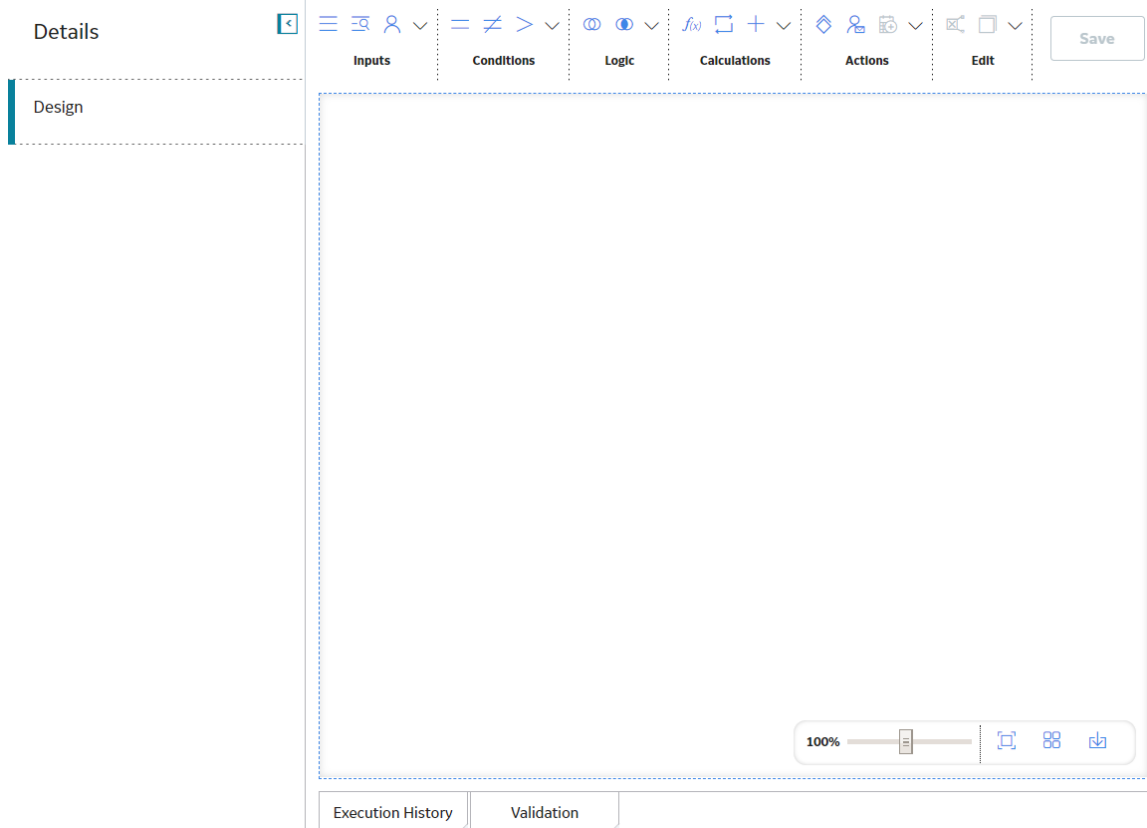 Details
Design
f(x)
Inputs
Conditions
Logic
Calculations
Actions
Edit
Save
100%
Execution History
Validation